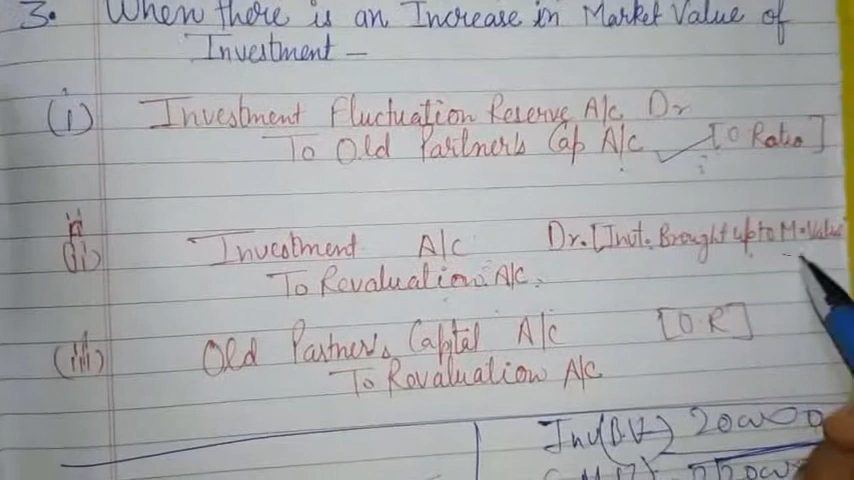 3. When there is an Increase in Market Value of
Investment —
(i) Investment Fluctuation Reserve A/c Dr
To Old Partner's Cap A/c [O Ratio]
(ii) Investment A/c Dr. [Invt. Brought up to M.Value
To Revaluation A/c.
(iii) Old Partner's Capital A/c [O.R]
To Revaluation A/c
Inv(B.V)